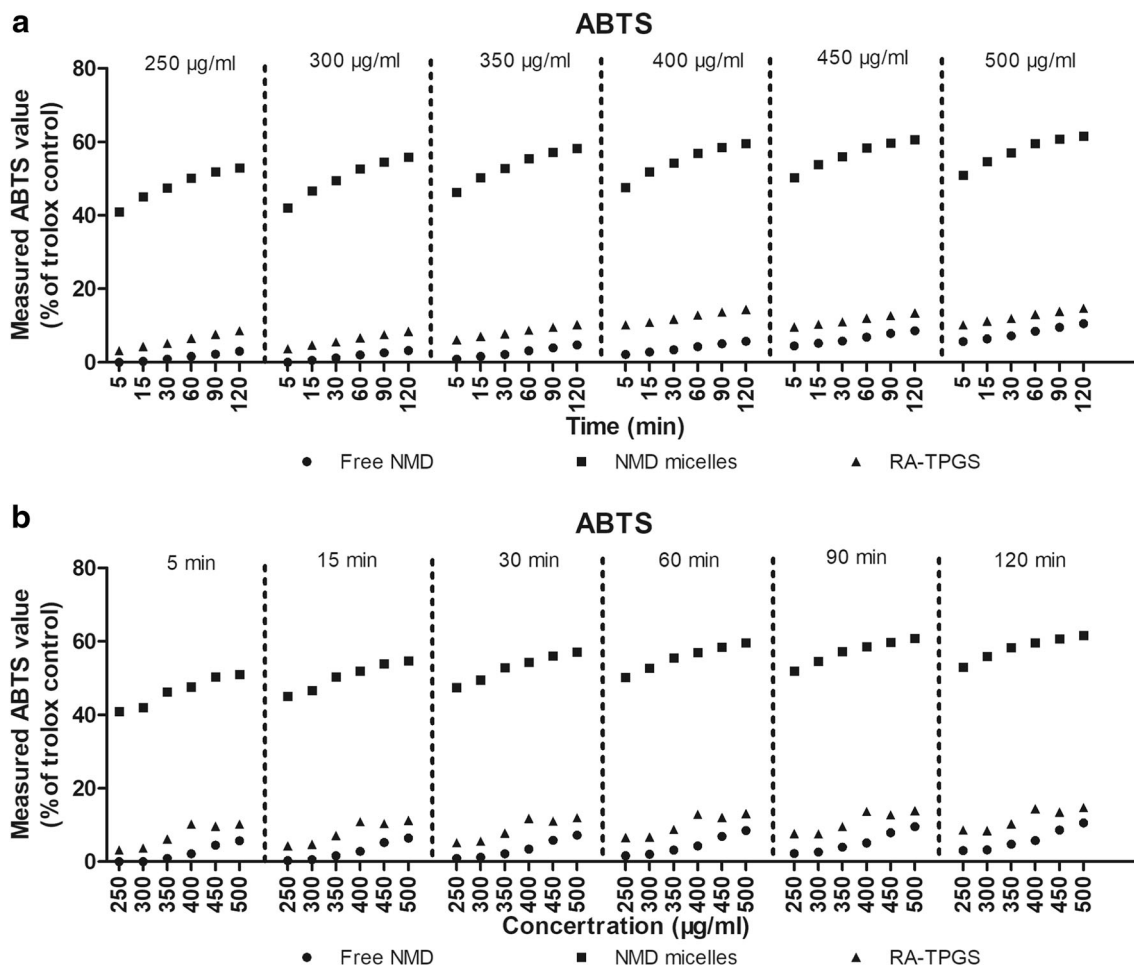 a
ABTS
250 µg/ml 300 µg/ml 350 µg/ml 400 µg/ml 450 µg/ml 500 µg/ml
Measured ABTS value
(% of trolox control)
80
60
40
20
0
5 15 30 60 90 120 5 15 30 60 90 120 5 15 30 60 90 120 5 15 30 60 90 120 5 15 30 60 90 120 5 15 30 60 90 120
Time (min)
Free NMD NMD micelles RA-TPGS
b
ABTS
5 min 15 min 30 min 60 min 90 min 120 min
Measured ABTS value
(% of trolox control)
80
60
40
20
0
250 300 350 400 450 500 250 300 350 400 450 500 250 300 350 400 450 500 250 300 350 400 450 500 250 300 350 400 450 500 250 300 350 400 450 500
Concertration (µg/ml)
Free NMD NMD micelles RA-TPGS